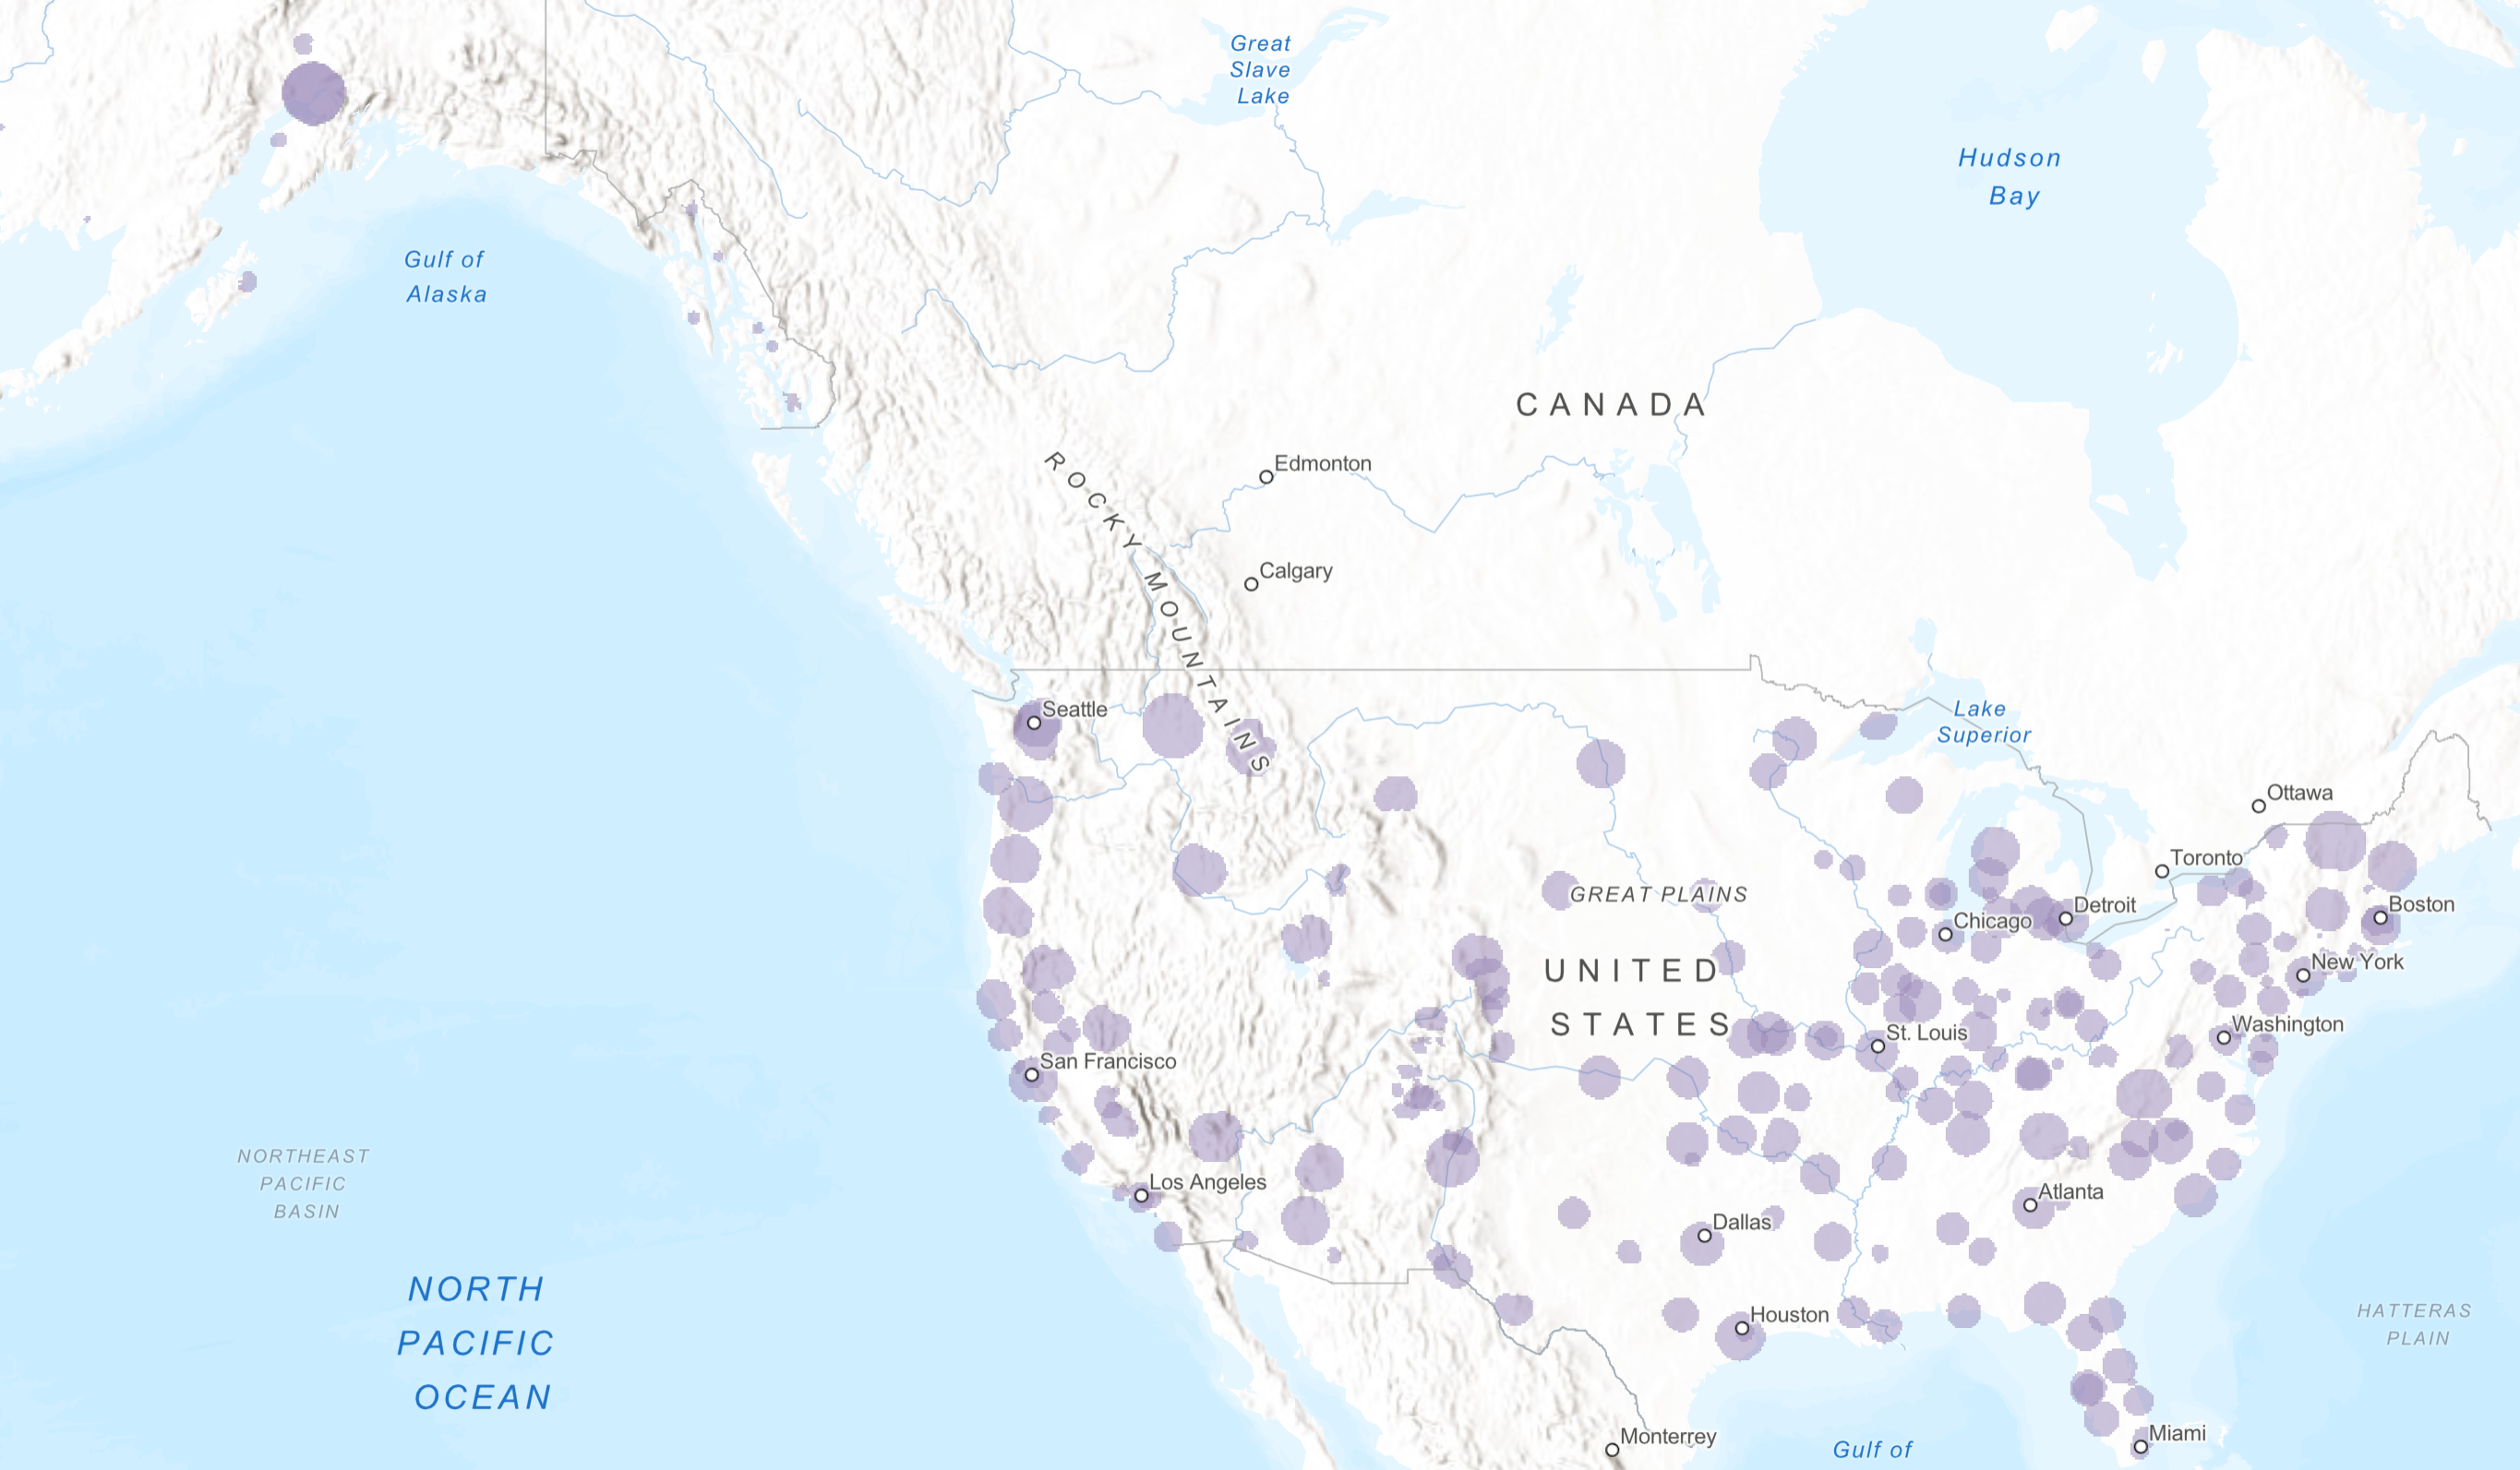 Great
Slave
Lake
Hudson
Bay
Gulf of
Alaska
CANADA
Edmonton
ROCKY MOUNTAINS
Calgary
Seattle
Lake
Superior
Ottawa
Toronto
GREAT PLAINS
Detroit
Boston
Chicago
UNITED
STATES
New York
St. Louis
Washington
San Francisco
NORTHEAST
PACIFIC
BASIN
Los Angeles
Atlanta
Dallas
NORTH
PACIFIC
OCEAN
Houston
HATTERAS
PLAIN
Monterrey
Miami
Gulf of